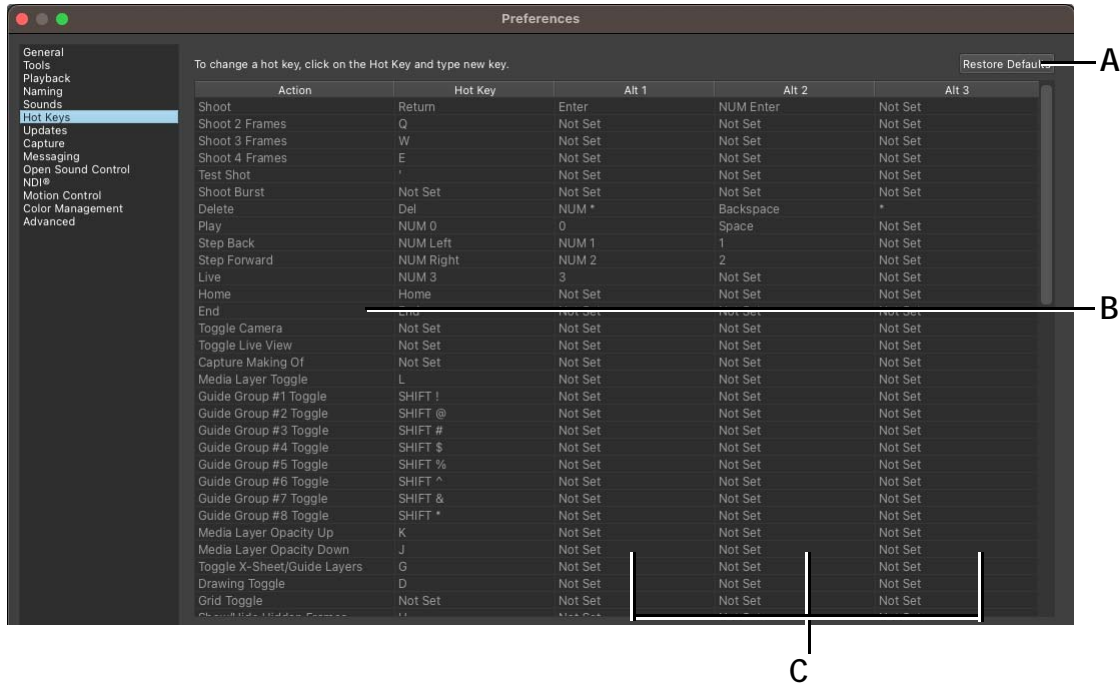 Preferences
General
Tools
Playback
Naming
Sounds
Hot Keys
Updates
Capture
Messaging
Open Sound Control
NDI®
Motion Control
Color Management
Advanced
To change a hot key, click on the Hot Key and type new key.
Restore Defaults
A
Action Hot Key Alt 1 Alt 2 Alt 3
Shoot Return Enter NUM Enter Not Set
Shoot 2 Frames Q Not Set Not Set Not Set
Shoot 3 Frames W Not Set Not Set Not Set
Shoot 4 Frames E Not Set Not Set Not Set
Test Shot ' Not Set Not Set Not Set
Shoot Burst Not Set Not Set Not Set Not Set
Delete Del NUM * Backspace *
Play NUM 0 0 Space Not Set
Step Back NUM Left NUM 1 1 Not Set
Step Forward NUM Right NUM 2 2 Not Set
Live NUM 3 3 Not Set Not Set
Home Home Not Set Not Set Not Set
End End Not Set Not Set Not Set
B
Toggle Camera Not Set Not Set Not Set Not Set
Toggle Live View Not Set Not Set Not Set Not Set
Capture Making Of Not Set Not Set Not Set Not Set
Media Layer Toggle L Not Set Not Set Not Set
Guide Group #1 Toggle SHIFT ! Not Set Not Set Not Set
Guide Group #2 Toggle SHIFT @ Not Set Not Set Not Set
Guide Group #3 Toggle SHIFT # Not Set Not Set Not Set
Guide Group #4 Toggle SHIFT $ Not Set Not Set Not Set
Guide Group #5 Toggle SHIFT % Not Set Not Set Not Set
Guide Group #6 Toggle SHIFT ^ Not Set Not Set Not Set
Guide Group #7 Toggle SHIFT & Not Set Not Set Not Set
Guide Group #8 Toggle SHIFT * Not Set Not Set Not Set
Media Layer Opacity Up K Not Set Not Set Not Set
Media Layer Opacity Down J Not Set Not Set Not Set
Toggle X-Sheet/Guide Layers G Not Set Not Set Not Set
Drawing Toggle D Not Set Not Set Not Set
Grid Toggle Not Set Not Set Not Set Not Set
Show/Hide Hidden Frames H Not Set
C